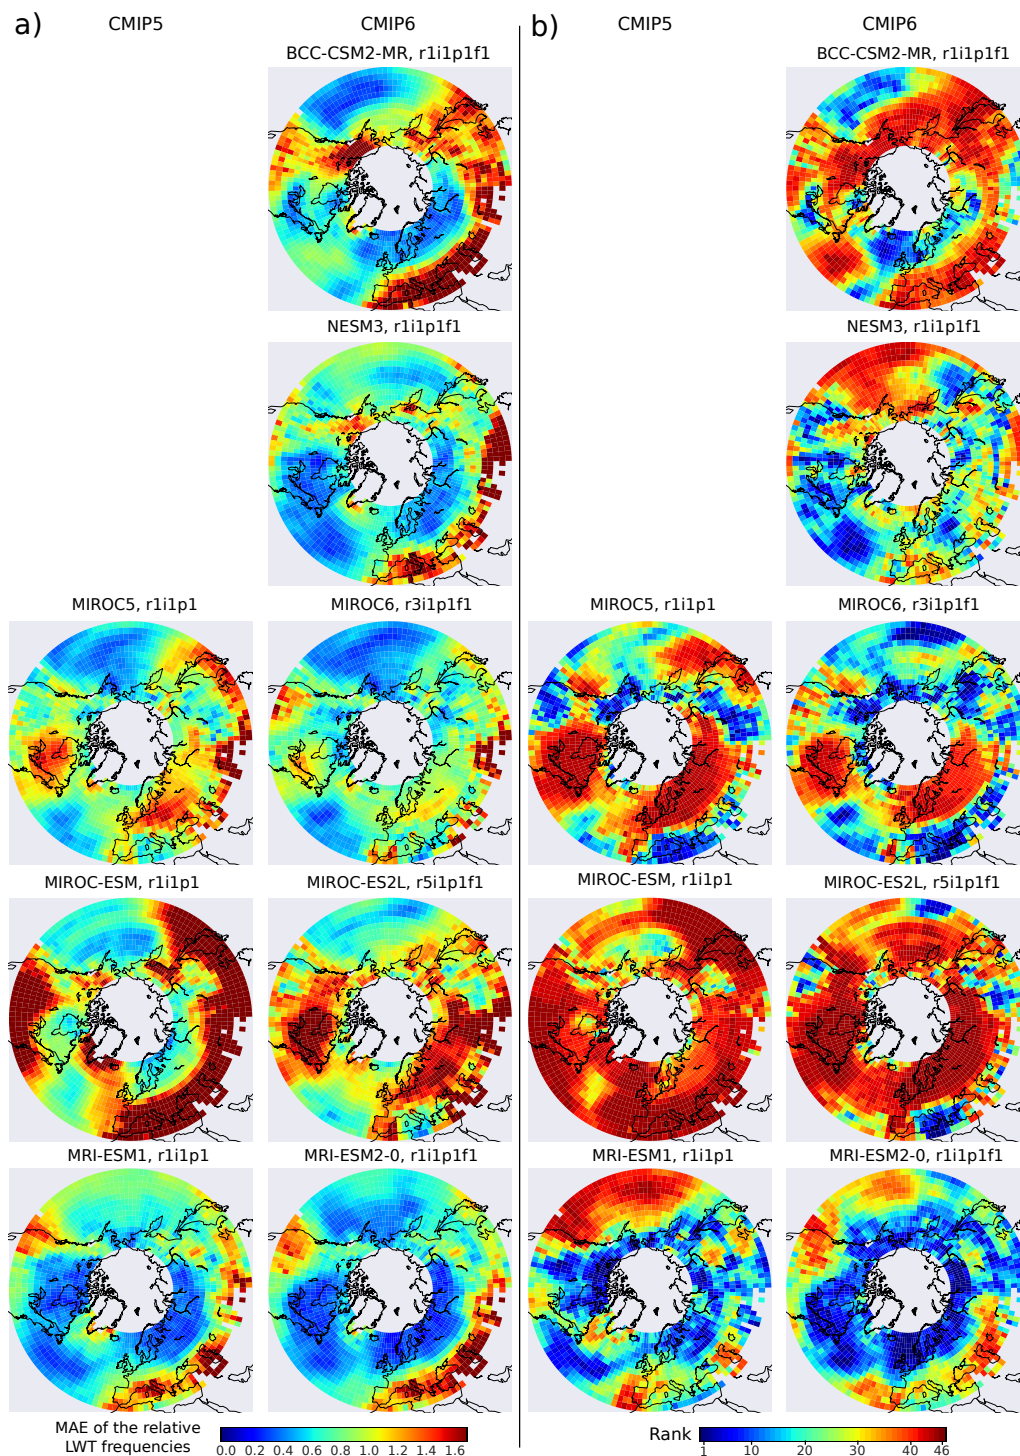 a)
CMIP5
CMIP6
b)
CMIP5
CMIP6
BCC-CSM2-MR, r1i1p1f1
BCC-CSM2-MR, r1i1p1f1
NESM3, r1i1p1f1
NESM3, r1i1p1f1
MIROC5, r1i1p1
MIROC6, r3i1p1f1
MIROC5, r1i1p1
MIROC6, r3i1p1f1
MIROC-ESM, r1i1p1
MIROC-ES2L, r5i1p1f1
MIROC-ESM, r1i1p1
MIROC-ES2L, r5i1p1f1
MRI-ESM1, r1i1p1
MRI-ESM2-0, r1i1p1f1
MRI-ESM1, r1i1p1
MRI-ESM2-0, r1i1p1f1
MAE of the relative
LWT frequencies
0.0 0.2 0.4 0.6 0.8 1.0 1.2 1.4 1.6
Rank
1 10 20 30 40 46